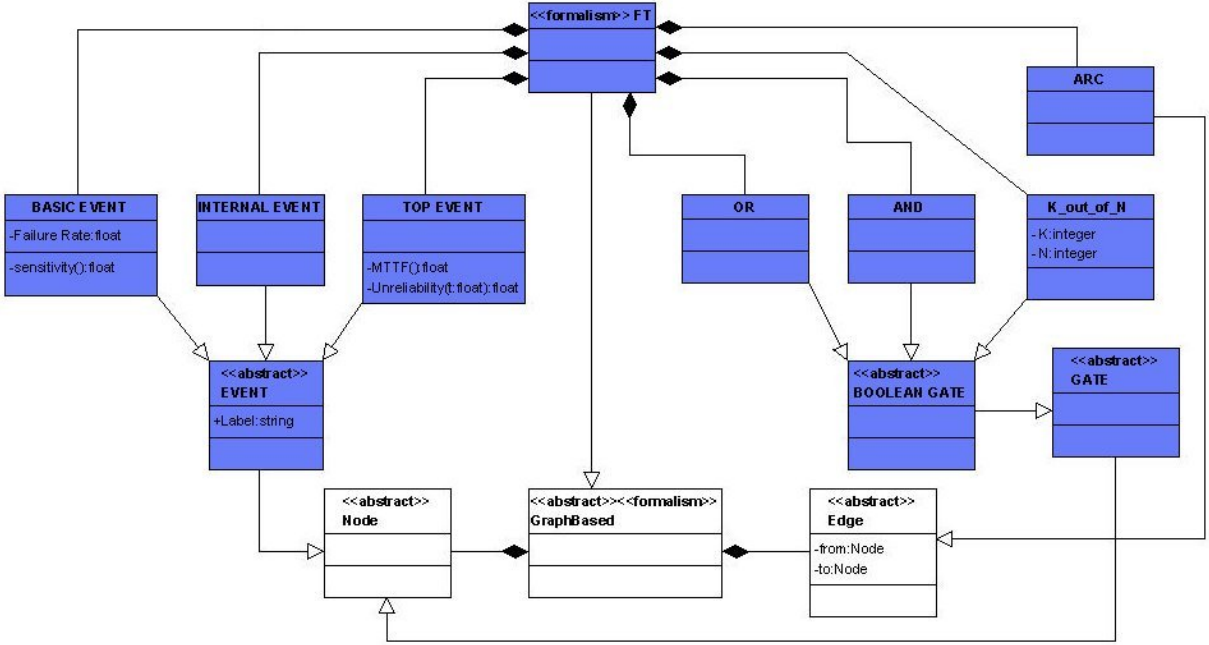 <<formalism>> FT
ARC
BASIC EVENT
-Failure Rate:float
-sensitivity():float
INTERNAL EVENT
TOP EVENT
-MTTF():float
-Unreliability(t:float):float
OR
AND
K_out_of_N
-K:integer
-N:integer
<<abstract>>
EVENT
+Label:string
<<abstract>>
BOOLEAN GATE
<<abstract>>
GATE
<<abstract>>
Node
<<abstract>><<formalism>>
GraphBased
<<abstract>>
Edge
-from:Node
-to:Node